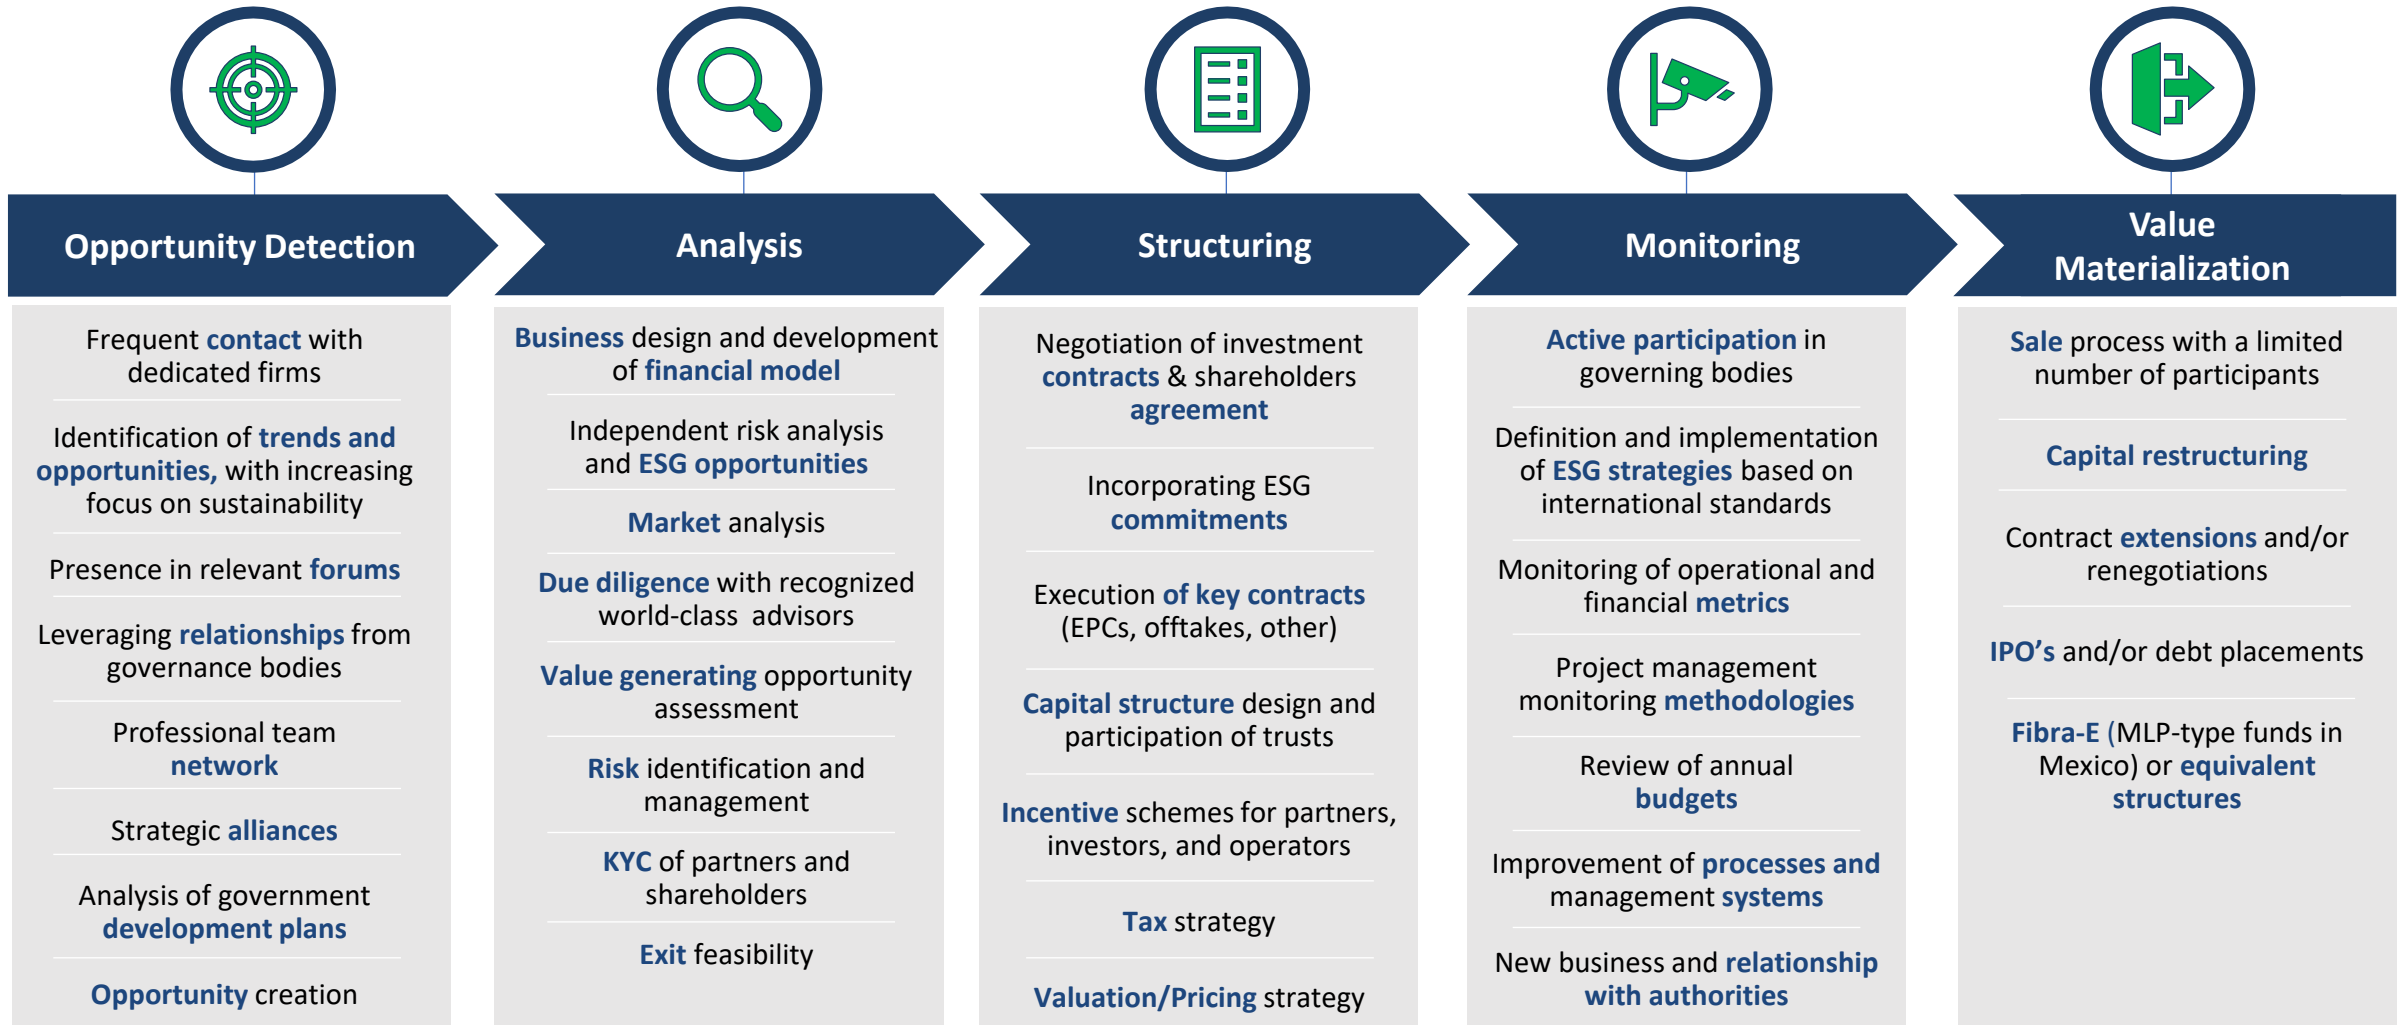 Opportunity Detection
Frequent contact with
dedicated firms
Identification of trends and
opportunities, with increasing
focus on sustainability
Presence in relevant forums
Leveraging relationships from
governance bodies
Professional team
network
Strategic alliances
Analysis of government
development plans
Opportunity creation
Analysis
Business design and development
of financial model
Independent risk analysis
and ESG opportunities
Market analysis
Due diligence with recognized
world-class advisors
Value generating opportunity
assessment
Risk identification and
management
KYC of partners and
shareholders
Exit feasibility
Structuring
Negotiation of investment
contracts & shareholders
agreement
Incorporating ESG
commitments
Execution of key contracts
(EPCs, offtakes, other)
Capital structure design and
participation of trusts
Incentive schemes for partners,
investors, and operators
Tax strategy
Valuation/Pricing strategy
Monitoring
Active participation in
governing bodies
Definition and implementation
of ESG strategies based on
international standards
Monitoring of operational and
financial metrics
Project management
monitoring methodologies
Review of annual
budgets
Improvement of processes and
management systems
New business and relationship
with authorities
Value
Materialization
Sale process with a limited
number of participants
Capital restructuring
Contract extensions and/or
renegotiations
IPO’s and/or debt placements
Fibra-E (MLP-type funds in
Mexico) or equivalent
structures